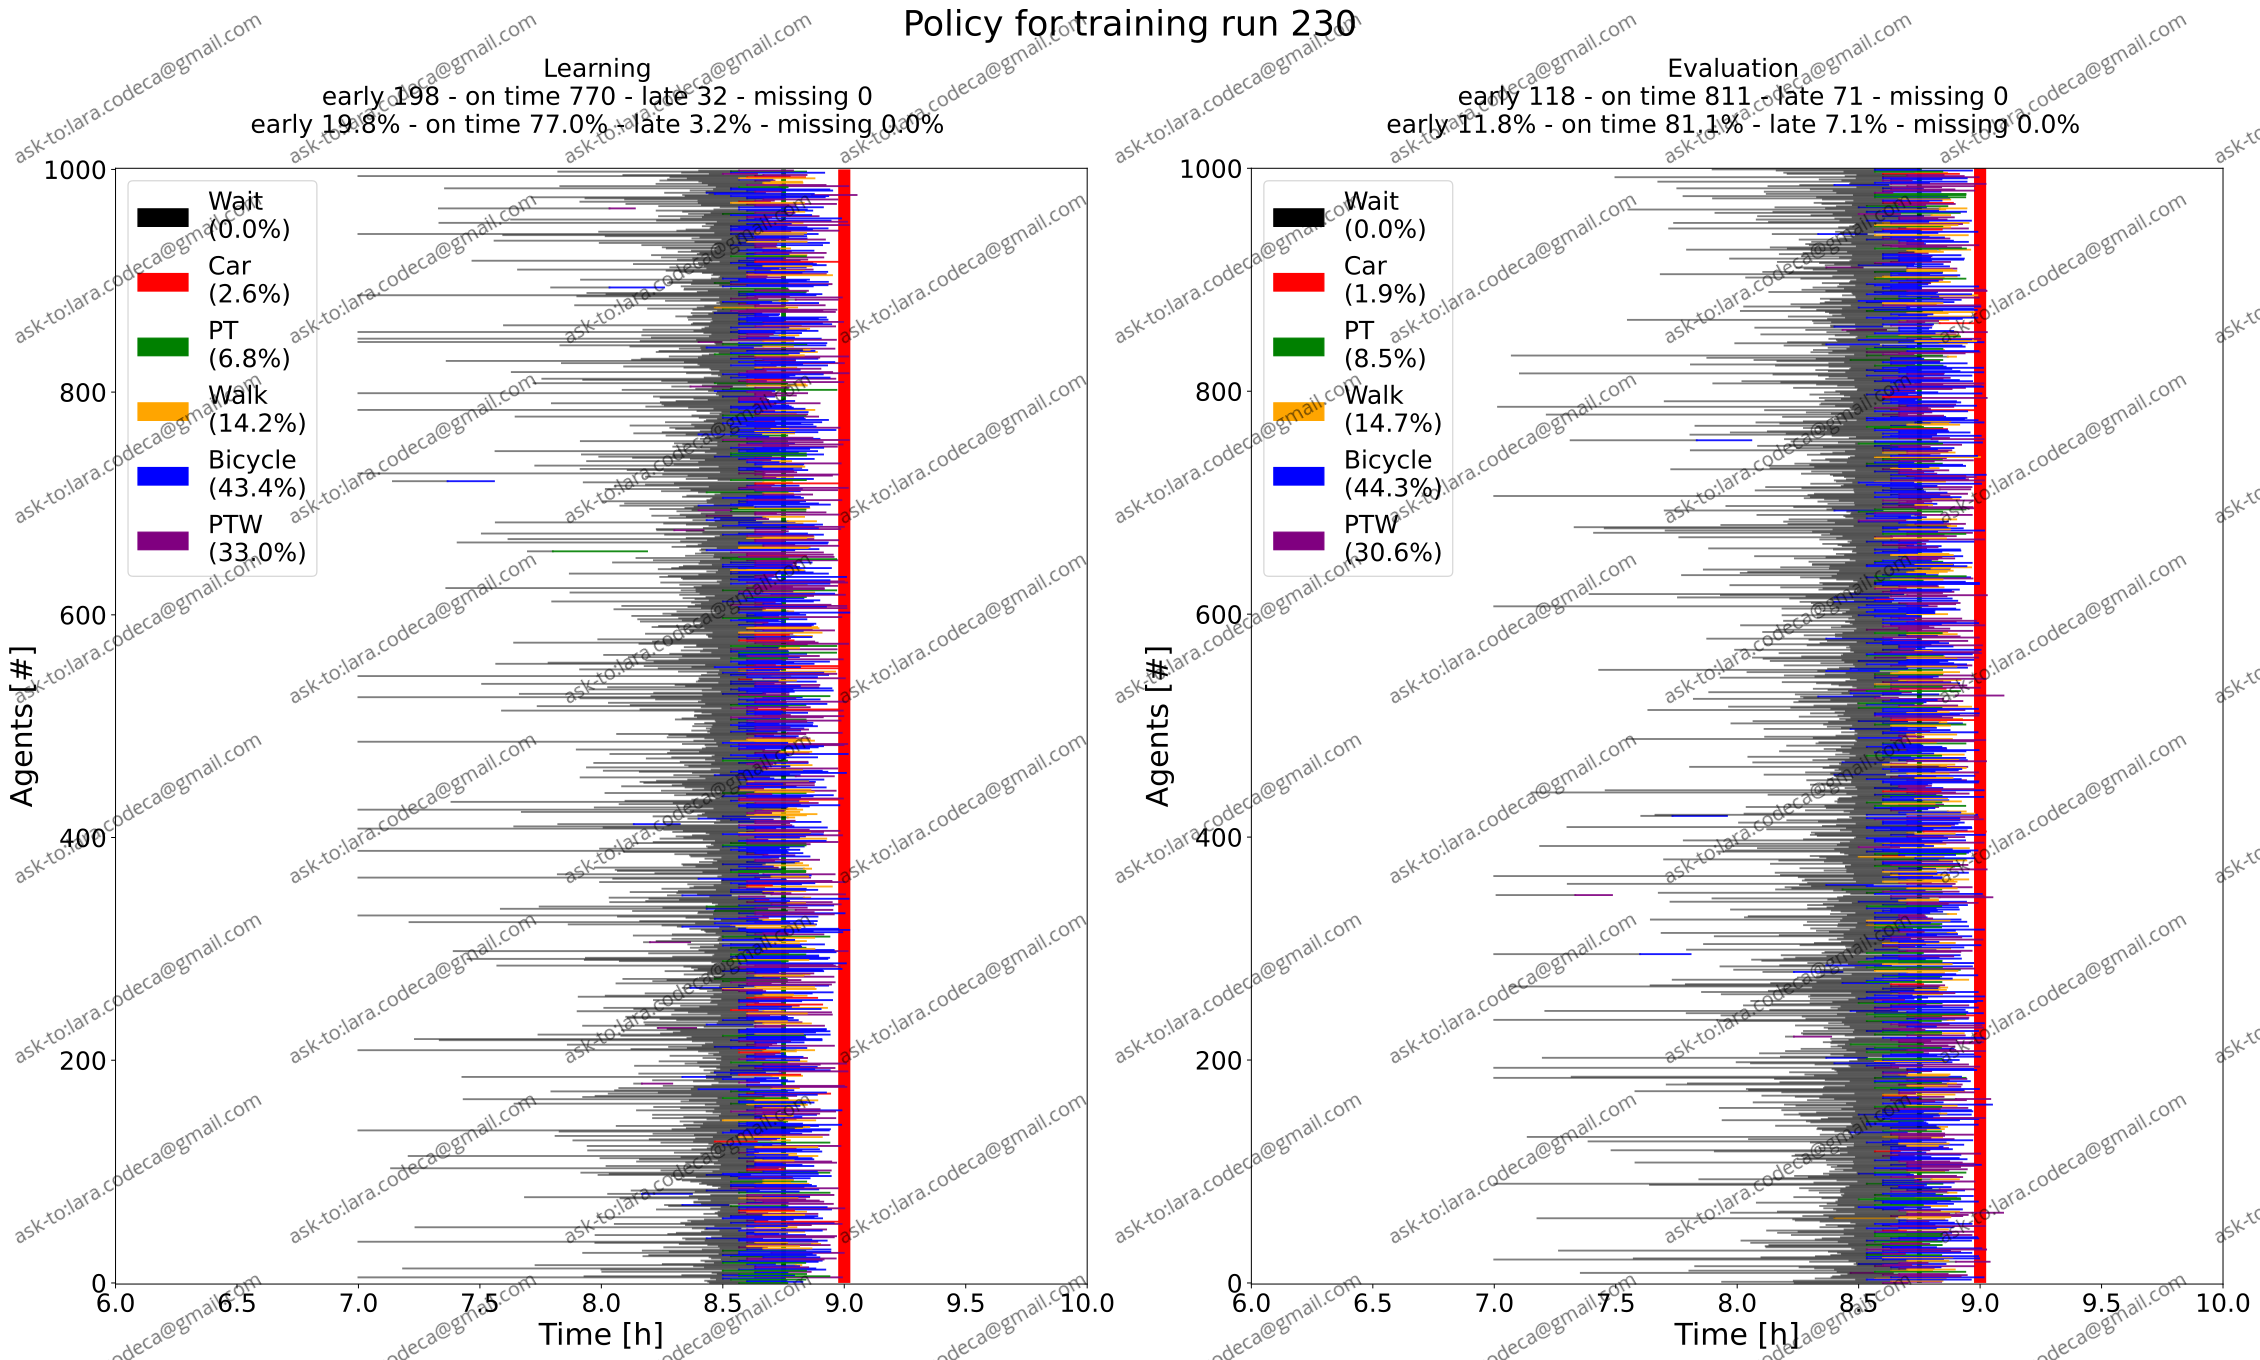 Policy for training run 230
Learning
early 198 - on time 770 - late 32 - missing 0
early 19.8% - on time 77.0% - late 3.2% - missing 0.0%
Agents [#]
1000
800
600
400
200
0
Wait
(0.0%)
Car
(2.6%)
PT
(6.8%)
Walk
(14.2%)
Bicycle
(43.4%)
PTW
(33.0%)
6.0 6.5 7.0 7.5 8.0 8.5 9.0 9.5 10.0
Time [h]
Evaluation
early 118 - on time 811 - late 71 - missing 0
early 11.8% - on time 81.1% - late 7.1% - missing 0.0%
Agents [#]
1000
800
600
400
200
0
Wait
(0.0%)
Car
(1.9%)
PT
(8.5%)
Walk
(14.7%)
Bicycle
(44.3%)
PTW
(30.6%)
6.0 6.5 7.0 7.5 8.0 8.5 9.0 9.5 10.0
Time [h]
ask-to:lara.codeca@gmail.com